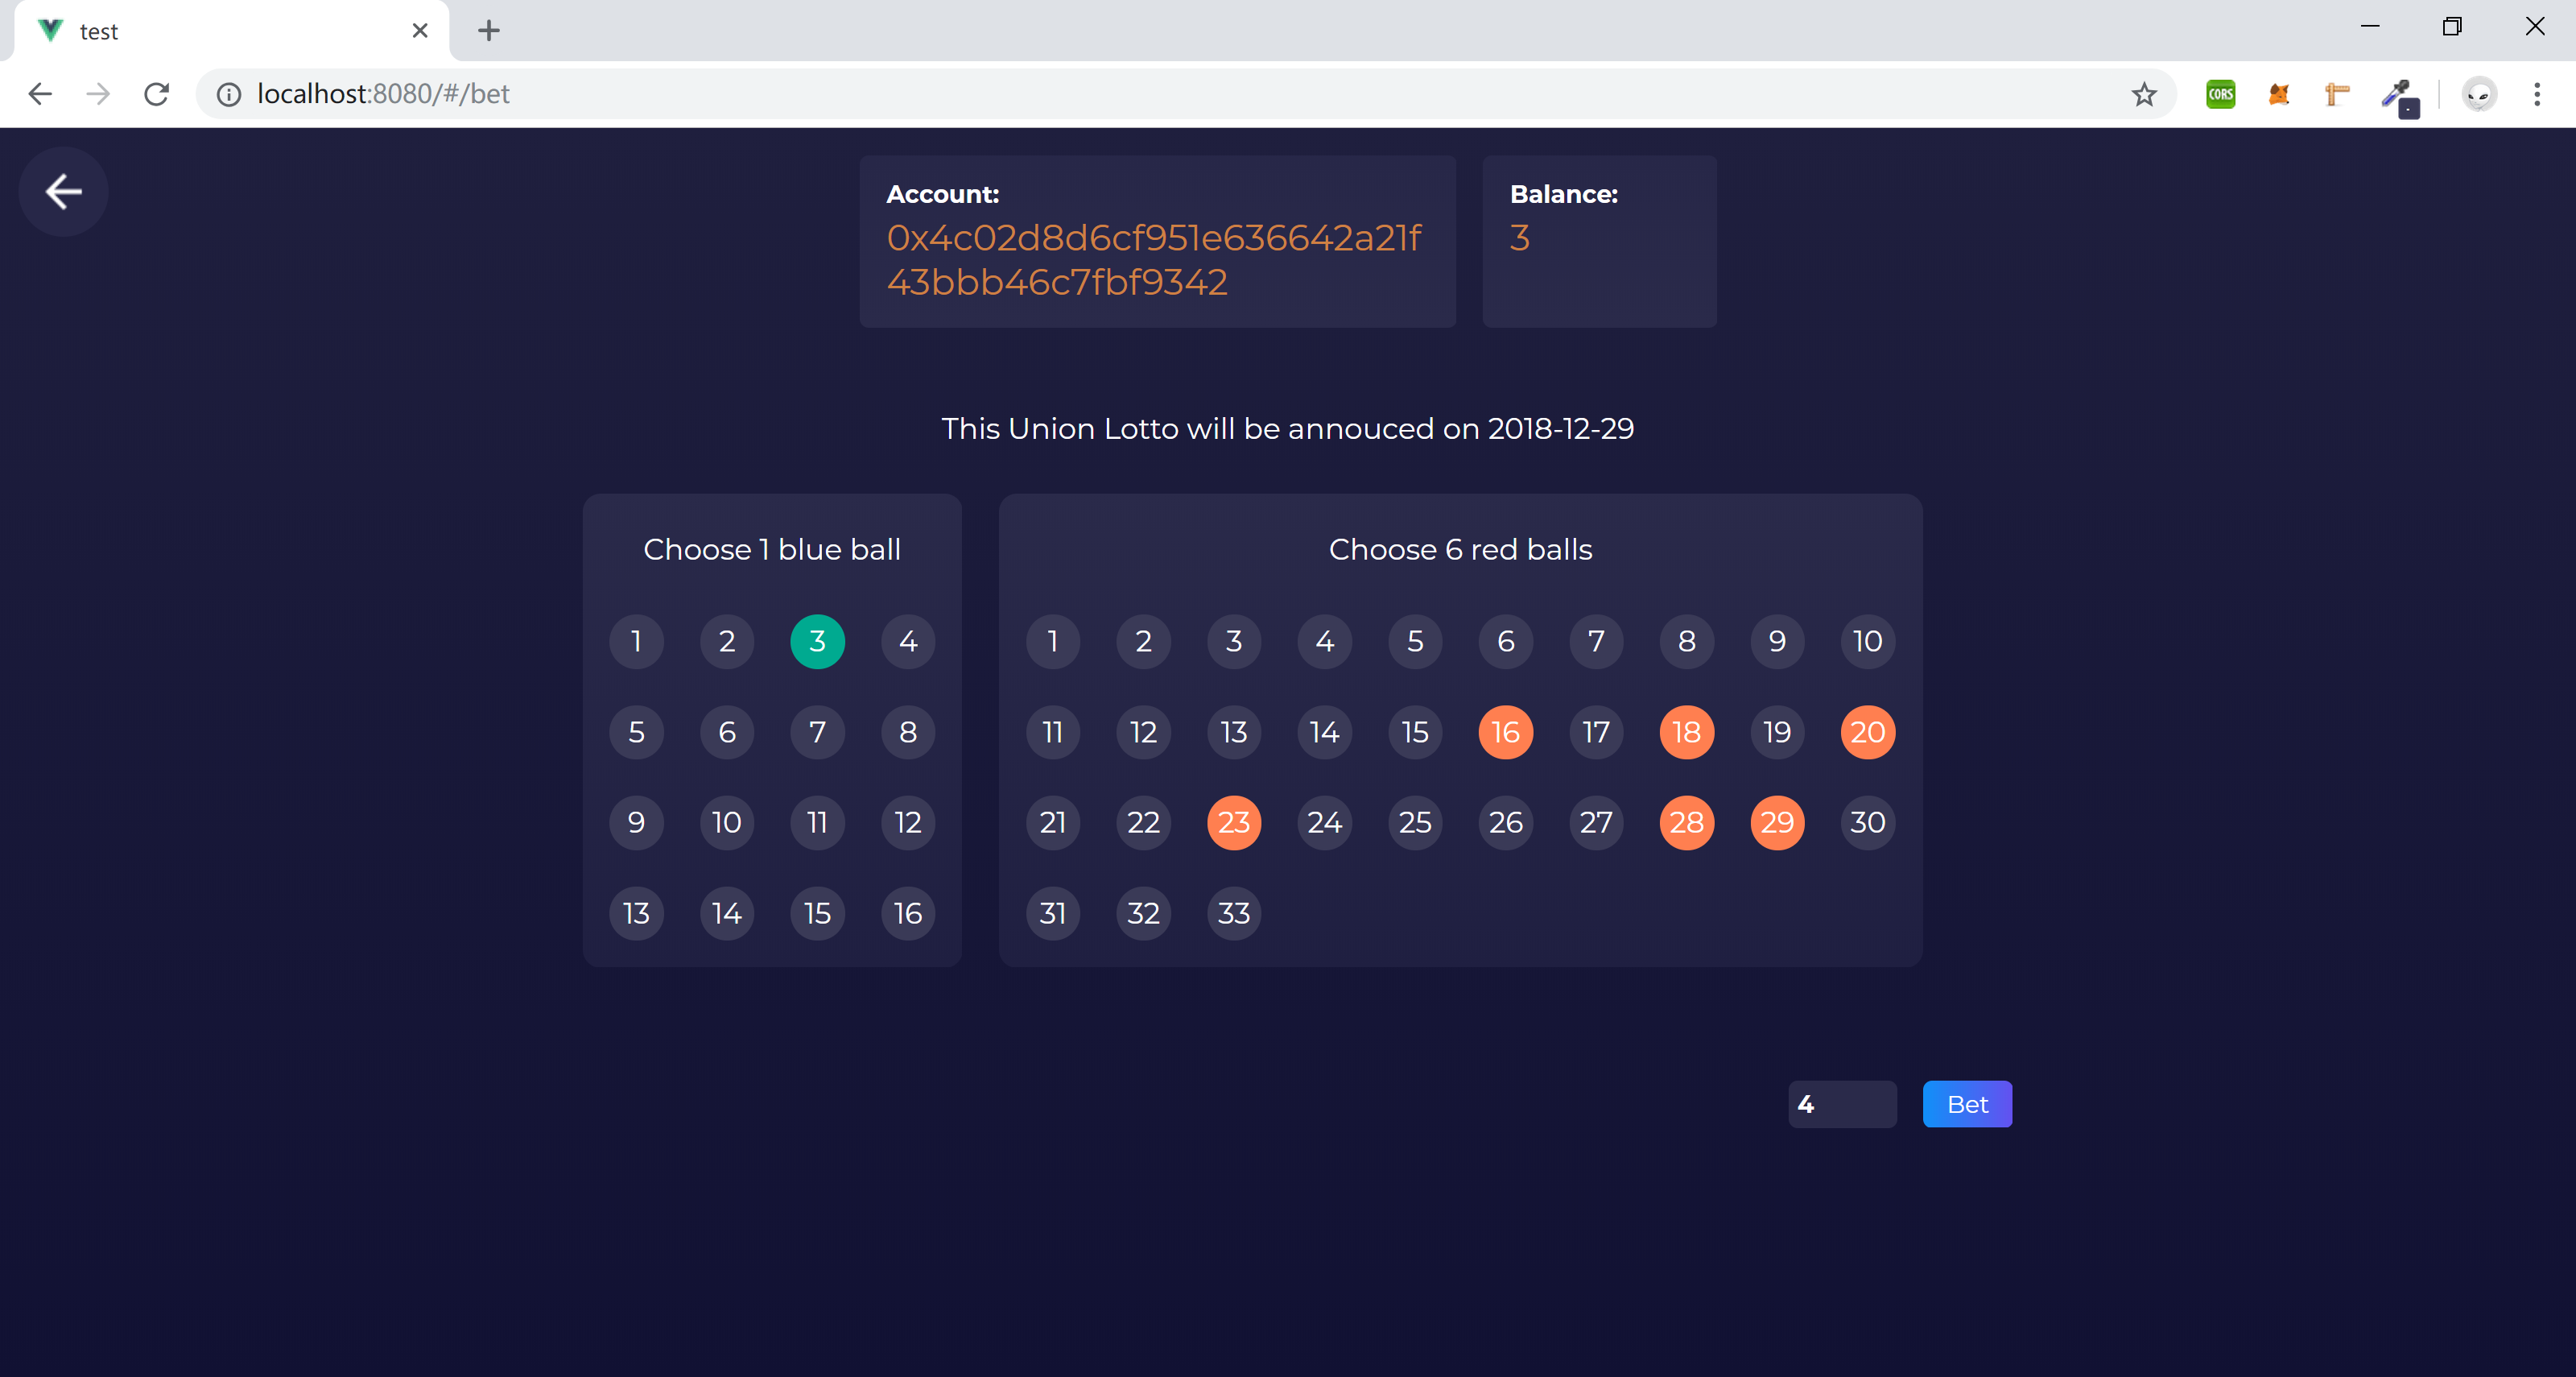 test
localhost:8080/#/bet
CORS
Account:
0x4c02d8d6cf951e636642a21f
43bbb46c7fbf9342
Balance:
3
This Union Lotto will be annouced on 2018-12-29
Choose 1 blue ball
1 2 3 4
5 6 7 8
9 10 11 12
13 14 15 16
Choose 6 red balls
1 2 3 4 5 6 7 8 9 10
11 12 13 14 15 16 17 18 19 20
21 22 23 24 25 26 27 28 29 30
31 32 33
4
Bet